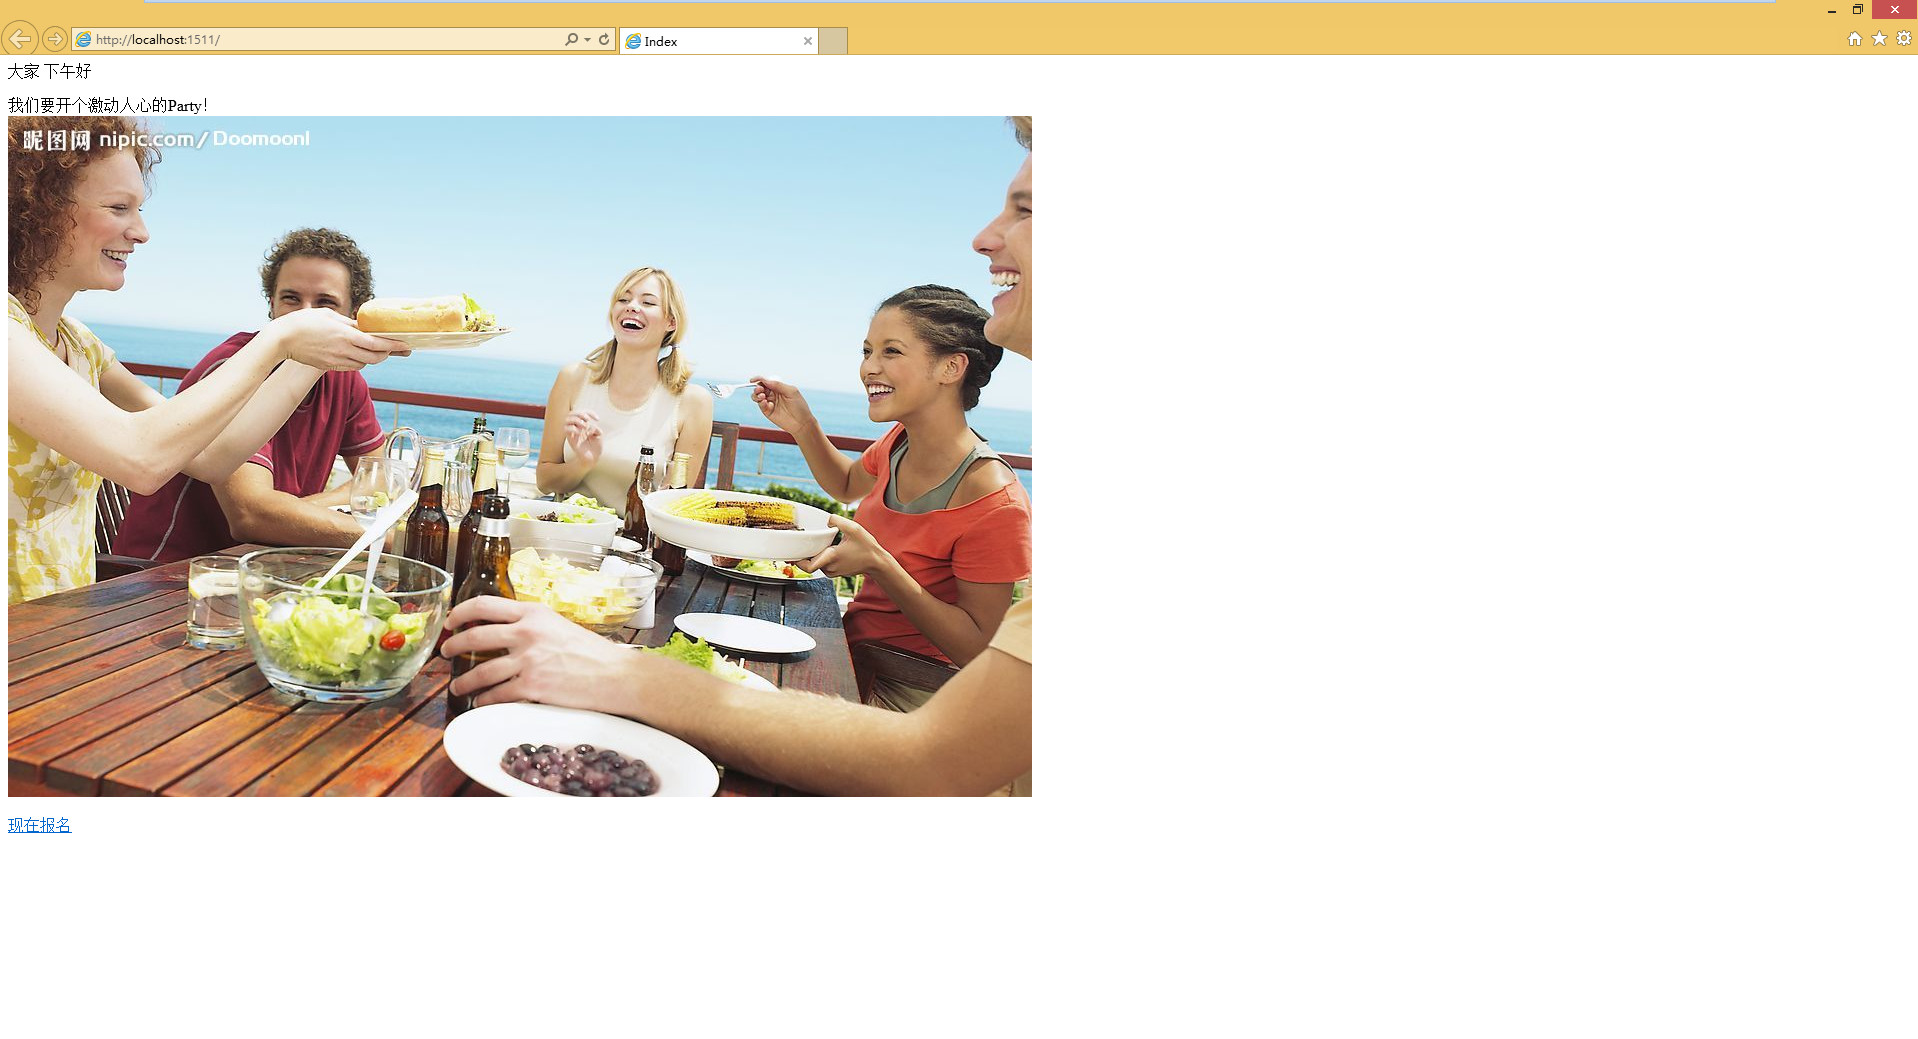 http://localhost:1511/
Index
大家 下午好
我们要开个激动人心的Party！
昵图网 nipic.com/Doomoonl
现在报名